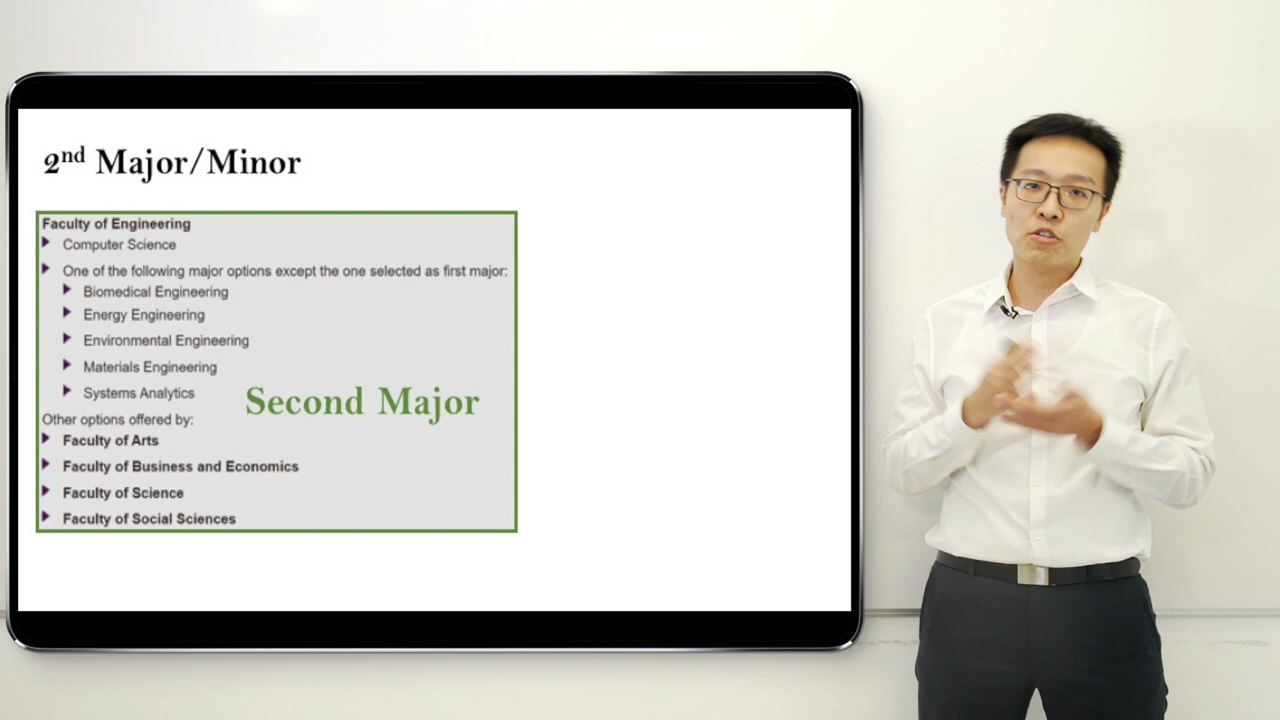 2nd Major/Minor
Faculty of Engineering
Computer Science
One of the following major options except the one selected as first major:
Biomedical Engineering
Energy Engineering
Environmental Engineering
Materials Engineering
Systems Analytics
Second Major
Other options offered by:
Faculty of Arts
Faculty of Business and Economics
Faculty of Science
Faculty of Social Sciences